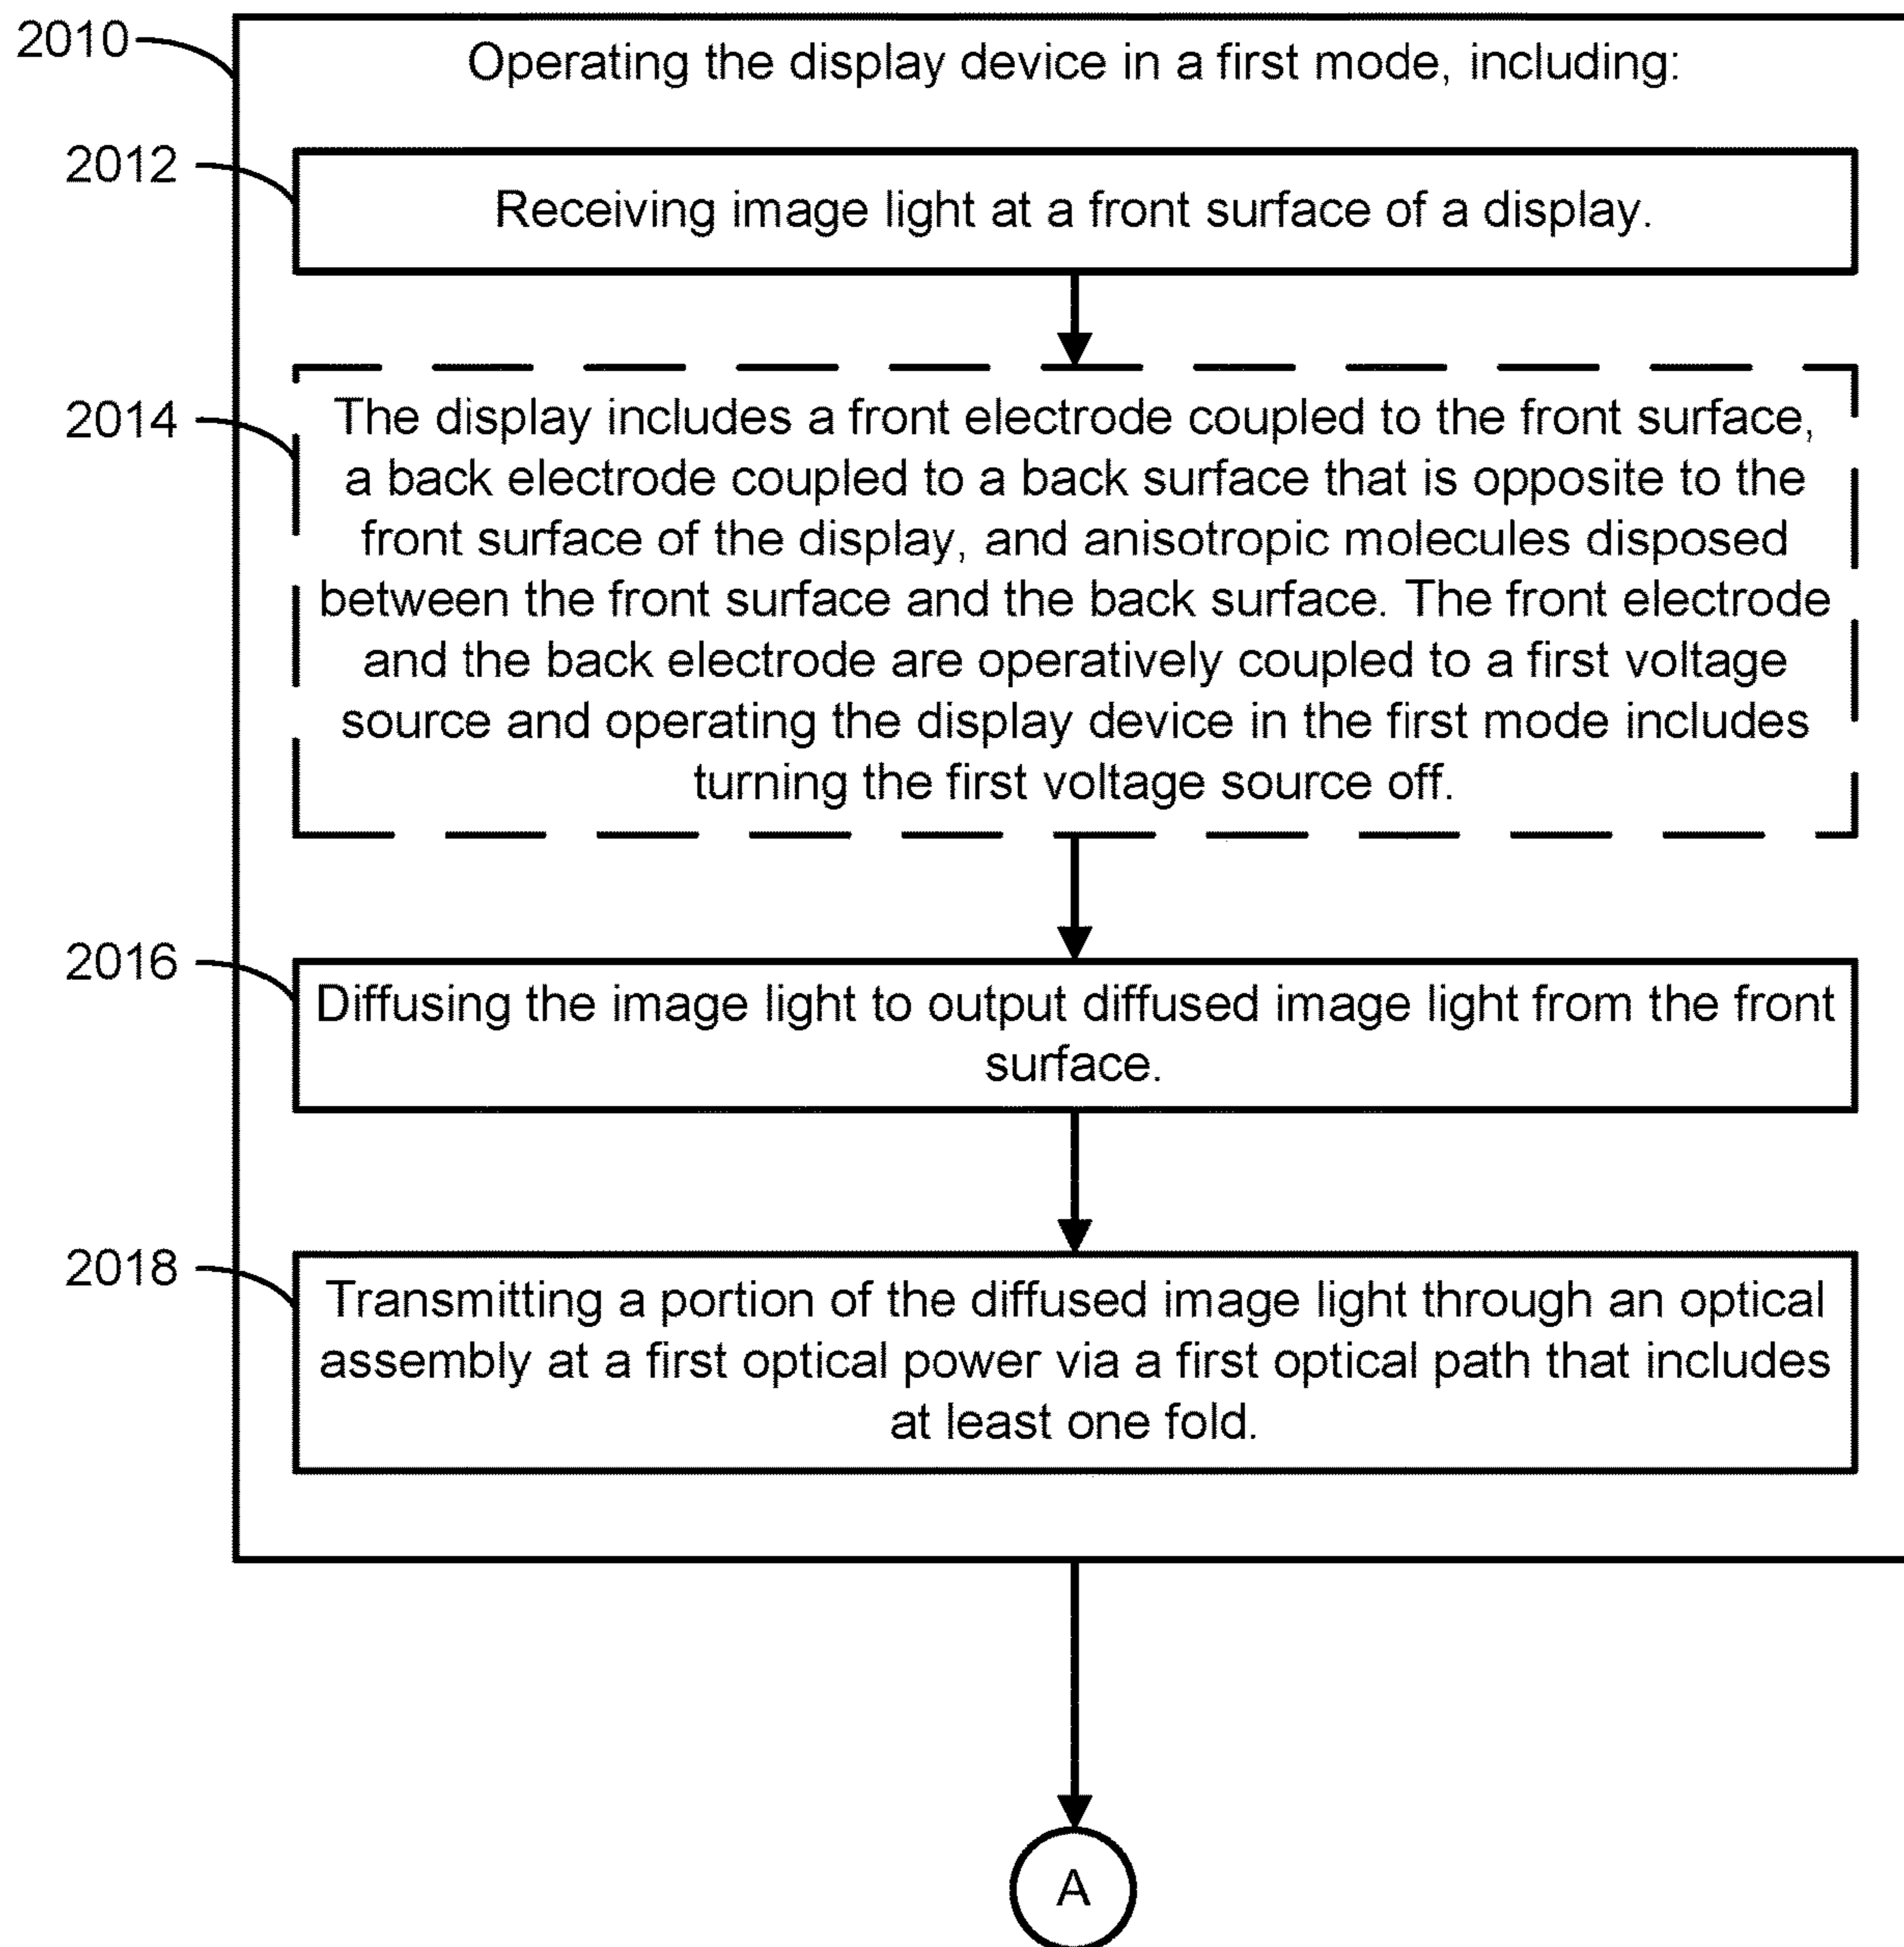 2010
Operating the display device in a first mode, including:
2012
Receiving image light at a front surface of a display.
2014
The display includes a front electrode coupled to the front surface,
a back electrode coupled to a back surface that is opposite to the
front surface of the display, and anisotropic molecules disposed
between the front surface and the back surface. The front electrode
and the back electrode are operatively coupled to a first voltage
source and operating the display device in the first mode includes
turning the first voltage source off.
2016
Diffusing the image light to output diffused image light from the front
surface.
2018
Transmitting a portion of the diffused image light through an optical
assembly at a first optical power via a first optical path that includes
at least one fold.
A